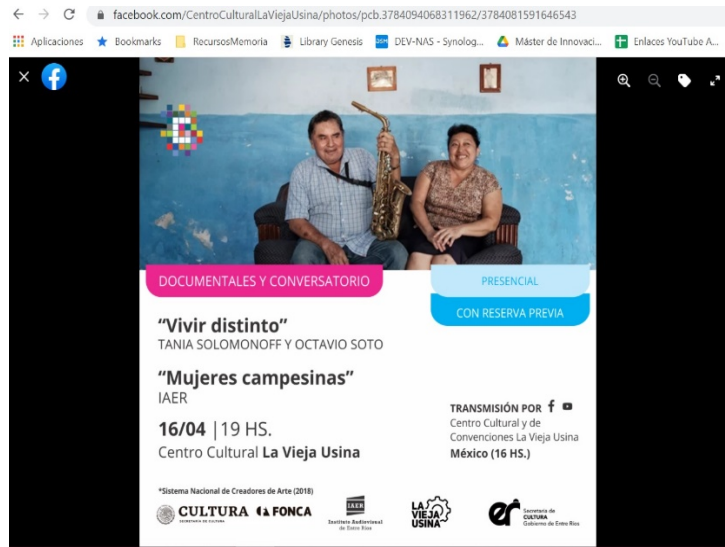 facebook.com/CentroCulturalLaViejaUsina/photos/pcb.3784094068311962/3784081591646543
Aplicaciones
Bookmarks
RecursosMemoria
Library Genesis
DEV-NAS - Synolog...
Máster de Innovaci...
Enlaces YouTube A...
DOCUMENTALES Y CONVERSATORIO
PRESENCIAL
CON RESERVA PREVIA
“Vivir distinto”
TANIA SOLOMONOFF Y OCTAVIO SOTO
“Mujeres campesinas”
IAER
16/04 | 19 HS.
Centro Cultural La Vieja Usina
TRANSMISIÓN POR
Centro Cultural y de
Convenciones La Vieja Usina
México (16 HS.)
*Sistema Nacional de Creadores de Arte (2018)
CULTURA
SECRETARÍA DE CULTURA
FONCA
IAER
Instituto Audiovisual
de Entre Ríos
LA
VIEJA
USINA
er
Secretaría de
CULTURA
Gobierno de Entre Ríos